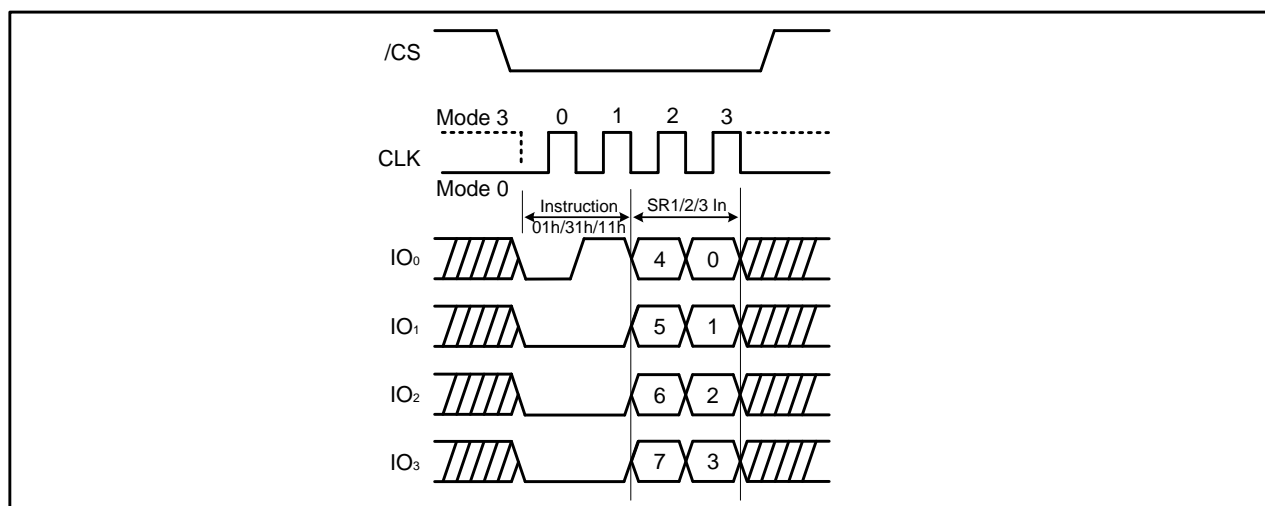 /CS
Mode 3 0 1 2 3
CLK
Mode 0
Instruction SR1/2/3 In
01h/31h/11h
IO₀ 4 0
IO₁ 5 1
IO₂ 6 2
IO₃ 7 3